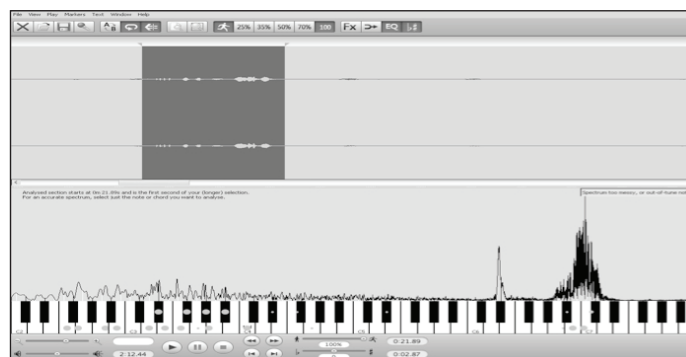 File View Play Markers Text Window Help
25% 35% 50% 70% 100 Fx EQ
Analysed section starts at 0m 21.89s and is the first second of your (longer) selection.
For an accurate spectrum, select just the note or chord you want to analyse.
Spectrum too messy, or out-of-tune not
100%
0:21.89
2:12.44
0:02.87